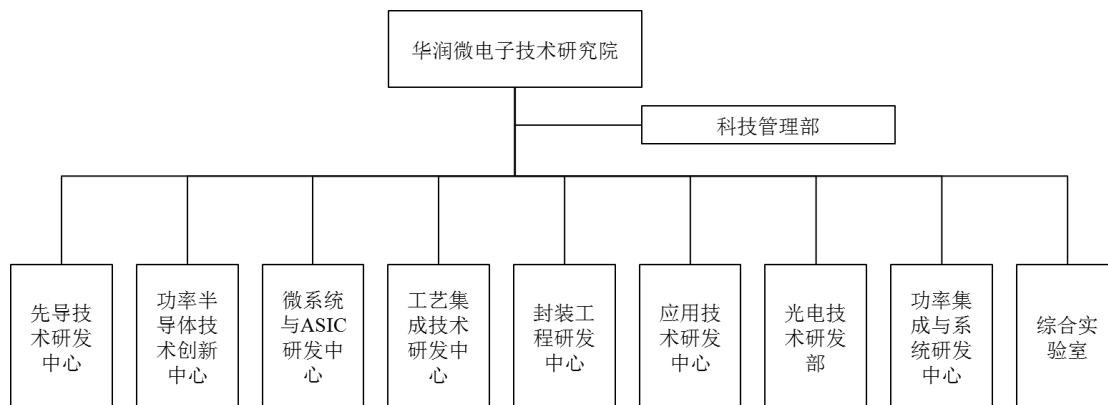 华润微电子技术研究院
科技管理部
先导技
术研发
中心
功率半
导体技
术创新
中心
微系统
与ASIC
研发中
心
工艺集
成技术
研发中
心
封装工
程研发
中心
应用技
术研发
中心
光电技
术研发
部
功率集
成与系
统研发
中心
综合实
验室